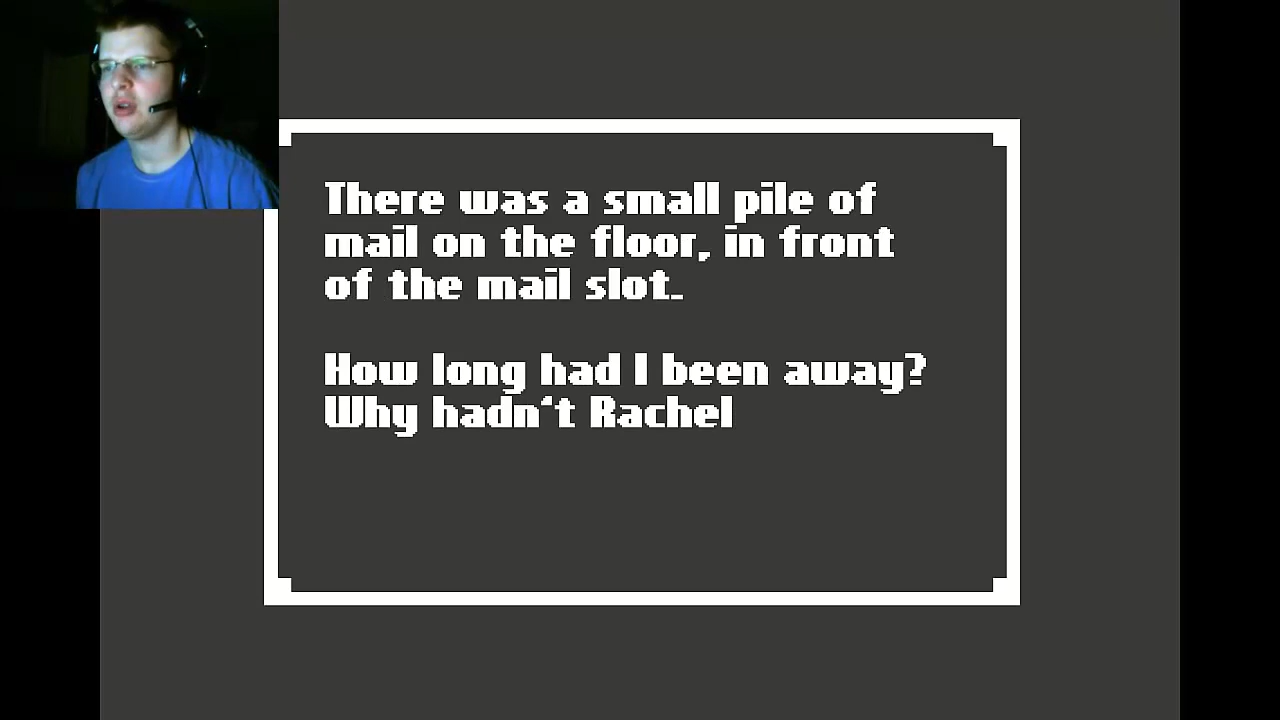 There was a small pile of
mail on the floor, in front
of the mail slot.
How long had I been away?
Why hadn't Rachel